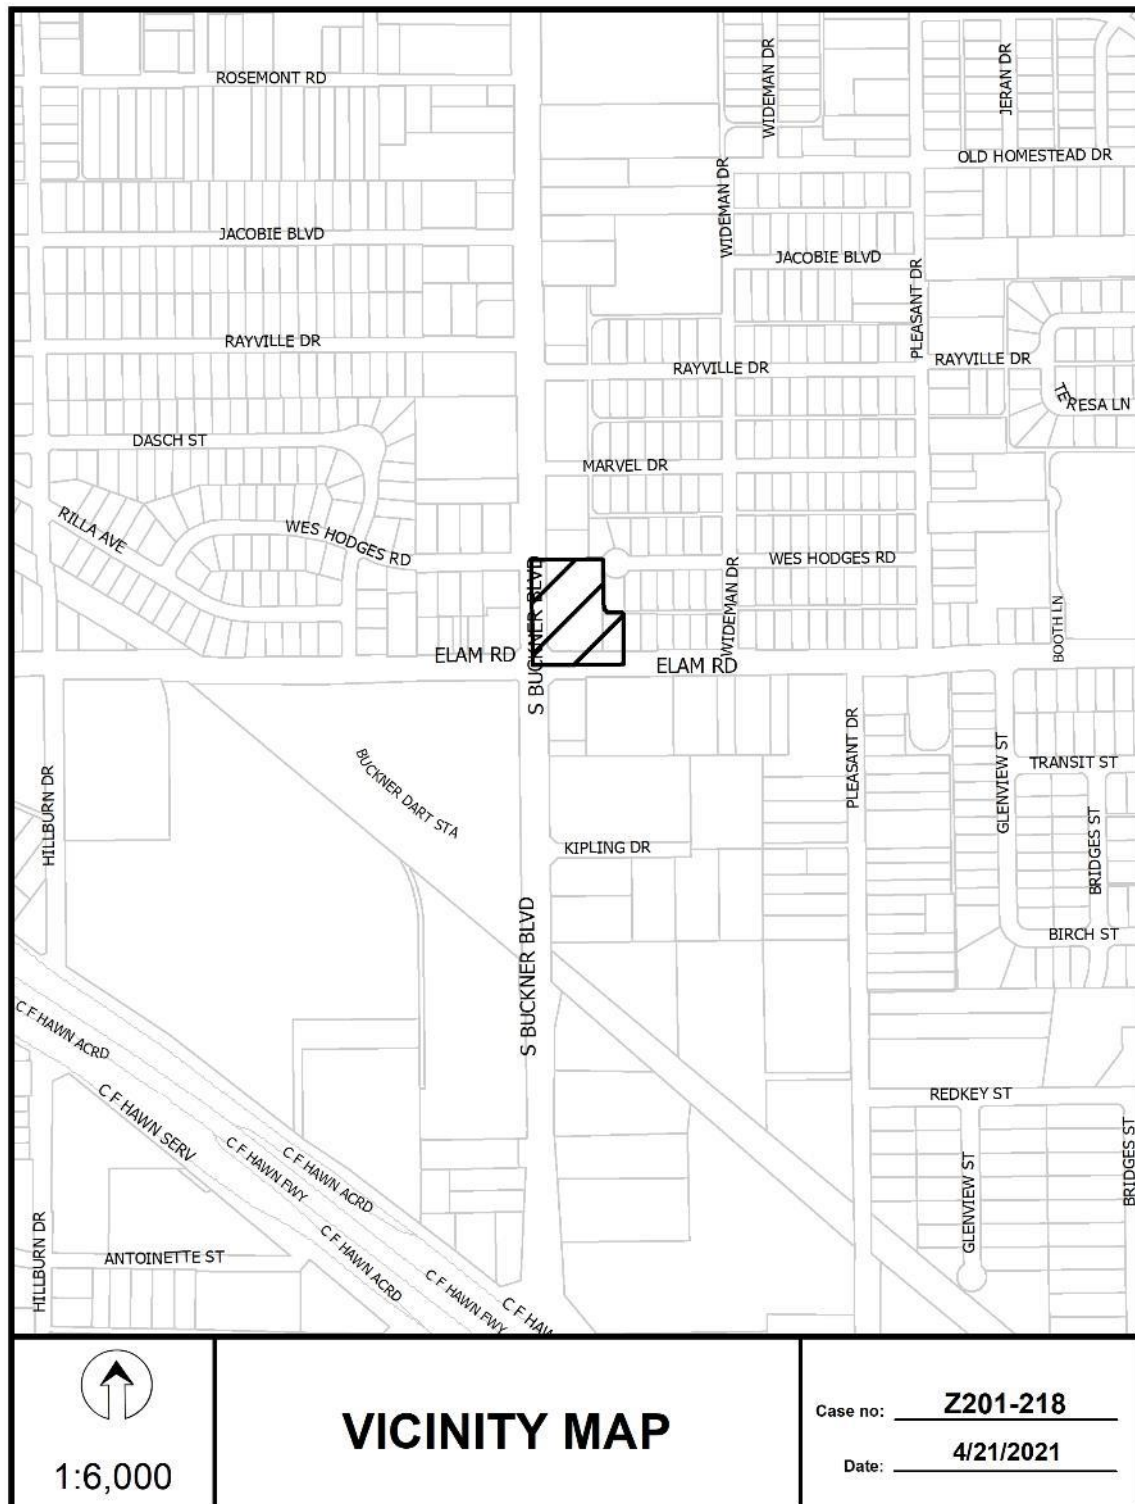 WIDEMAN DR
JERAN DR
ROSEMONT RD
OLD HOMESTEAD DR
WIDEMAN DR
JACOBIE BLVD
JACOBIE BLVD
PLEASANT DR
RAYVILLE DR
RAYVILLE DR
RAYVILLE DR
TERESA LN
DASCH ST
MARVEL DR
RILLA AVE
WES HODGES RD
WES HODGES RD
S BUCKNER BLVD
WIDEMAN DR
BOOTH LN
ELAM RD
ELAM RD
PLEASANT DR
BUCKNER DART STA
GLENVIEW ST
TRANSIT ST
HILLBURN DR
KIPLING DR
BRIDGES ST
BIRCH ST
S BUCKNER BLVD
C F HAWN ACRD
C F HAWN SERV
REDKEY ST
C F HAWN FWY
C F HAWN ACRD
GLENVIEW ST
BRIDGES ST
HILLBURN DR
ANTOINETTE ST
C F HAWN ACRD
C F HAWN FWY
C F HAW
1:6,000
VICINITY MAP
Case no: Z201-218
Date: 4/21/2021